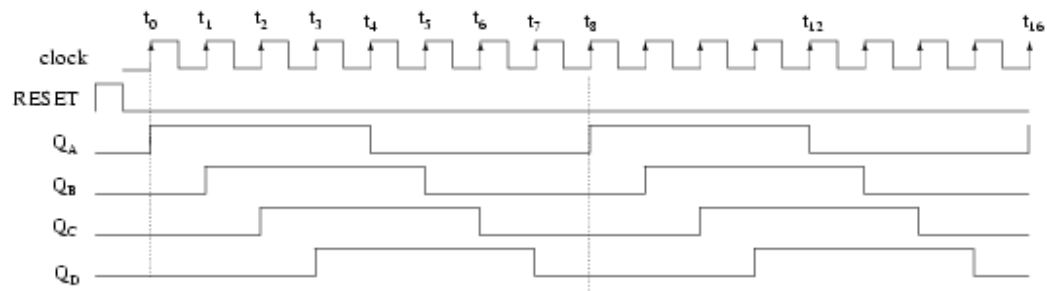 t0 t1 t2 t3 t4 t5 t6 t7 t8 t12 t16
clock
RESET
QA
QB
QC
QD